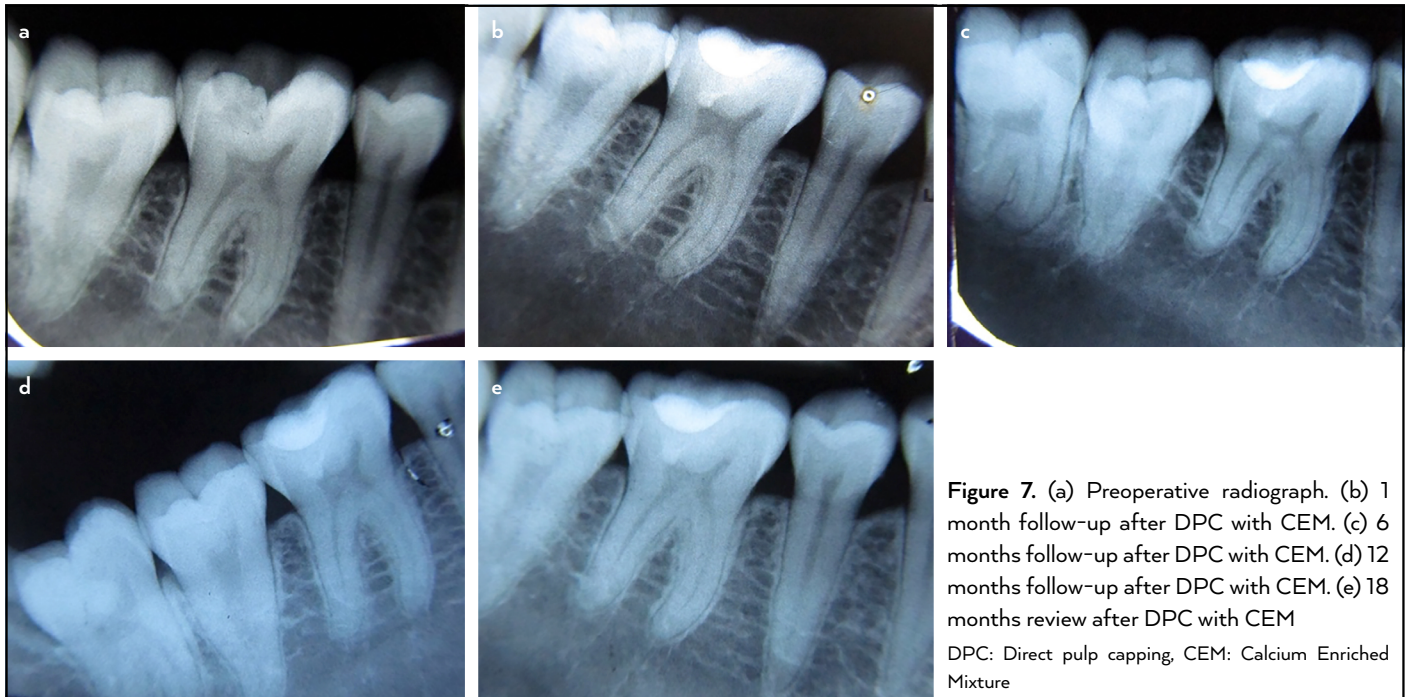 a
b
c
d
e
Figure 7. (a) Preoperative radiograph. (b) 1
month follow-up after DPC with CEM. (c) 6
months follow-up after DPC with CEM. (d) 12
months follow-up after DPC with CEM. (e) 18
months review after DPC with CEM
DPC: Direct pulp capping, CEM: Calcium Enriched
Mixture